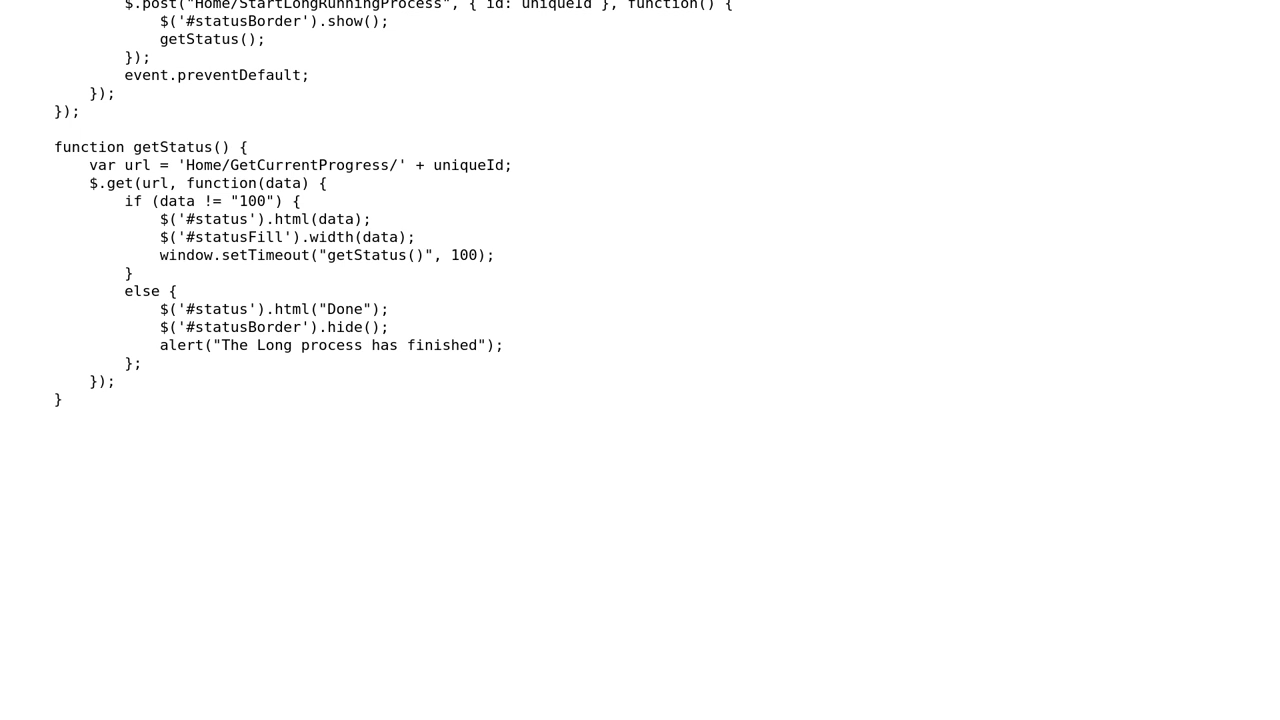 $.post("Home/StartLongRunningProcess", { id: uniqueId }, function() {
$('#statusBorder').show();
getStatus();
});
event.preventDefault;
});
});
function getStatus() {
var url = 'Home/GetCurrentProgress/' + uniqueId;
$.get(url, function(data) {
if (data != "100") {
$('#status').html(data);
$('#statusFill').width(data);
window.setTimeout("getStatus()", 100);
}
else {
$('#status').html("Done");
$('#statusBorder').hide();
alert("The Long process has finished");
};
});
}